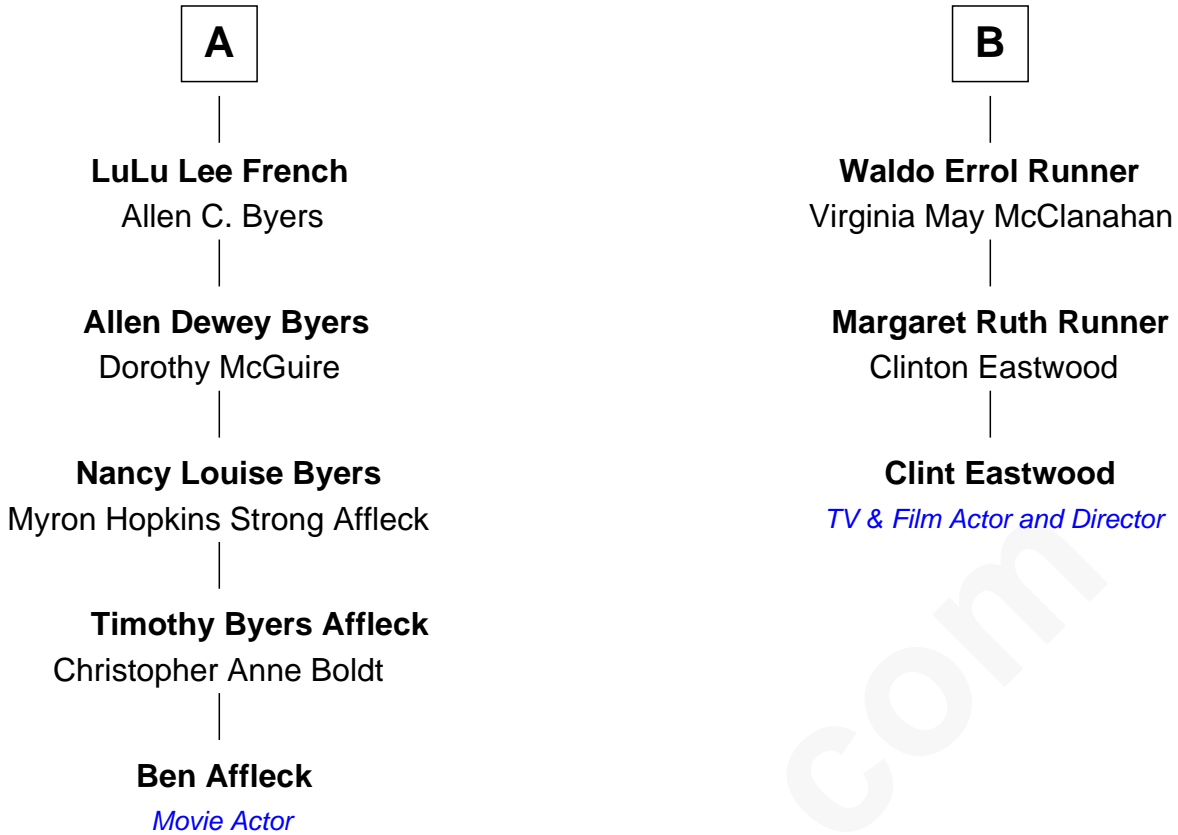 A
LuLu Lee French
Allen C. Byers
Allen Dewey Byers
Dorothy McGuire
Nancy Louise Byers
Myron Hopkins Strong Affleck
Timothy Byers Affleck
Christopher Anne Boldt
Ben Affleck
Movie Actor
B
Waldo Errol Runner
Virginia May McClanahan
Margaret Ruth Runner
Clinton Eastwood
Clint Eastwood
TV & Film Actor and Director
com